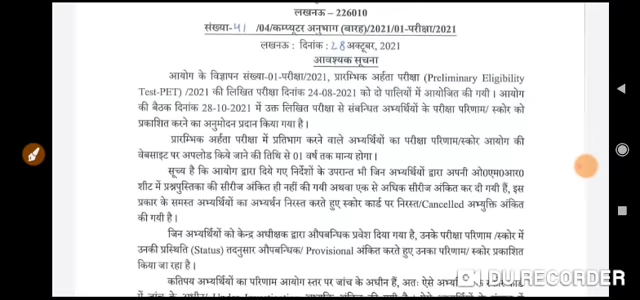 लखनऊ – 226010
संख्या-41 /04/कम्प्यूटर अनुभाग (बारह)/2021/01-परीक्षा/2021
लखनऊ : दिनांक: 28 अक्टूबर, 2021
आवश्यक सूचना
आयोग के विज्ञापन संख्या-01-परीक्षा/2021, प्रारम्भिक अर्हता परीक्षा (Preliminary Eligibility
Test-PET) /2021 की लिखित परीक्षा दिनांक 24-08-2021 को दो पालियों में आयोजित की गयी। आयोग
की बैठक दिनांक 28-10-2021 में उक्त लिखित परीक्षा से संबन्धित अभ्यर्थियों के परीक्षा परिणाम/ स्कोर को
प्रकाशित करने का अनुमोदन प्रदान किया गया है।
प्रारम्भिक अर्हता परीक्षा में प्रतिभाग करने वाले अभ्यर्थियों का परीक्षा परिणाम/स्कोर आयोग की
वेबसाइट पर अपलोड किये जाने की तिथि से 01 वर्ष तक मान्य होगा।
सूच्य है कि आयोग द्वारा दिये गए निर्देशों के उपरान्त भी जिन अभ्यर्थियों द्वारा अपनी ओ0एम0आर0
शीट में प्रश्नपुस्तिका की सीरीज अंकित ही नहीं की गयी अथवा एक से अधिक सीरीज अंकित कर दी गयी हैं, इस
प्रकार के समस्त अभ्यर्थियों का अभ्यर्थन निरस्त करते हुए स्कोर कार्ड पर निरस्त/Cancelled अभ्युक्ति अंकित
की गयी है।
जिन अभ्यर्थियों को केन्द्र अधीक्षक द्वारा औपबन्धिक प्रवेश दिया गया है, उनके परीक्षा परिणाम /स्कोर में
उनकी प्रस्थिति (Status) तदनुसार औपबन्धिक/ Provisional अंकित करते हुए उनका परिणाम/ स्कोर प्रकाशित
किया जा रहा है।
कतिपय अभ्यर्थियों का परिणाम आयोग स्तर पर जांच के अधीन हैं, अतः ऐसे
DU RECORDER